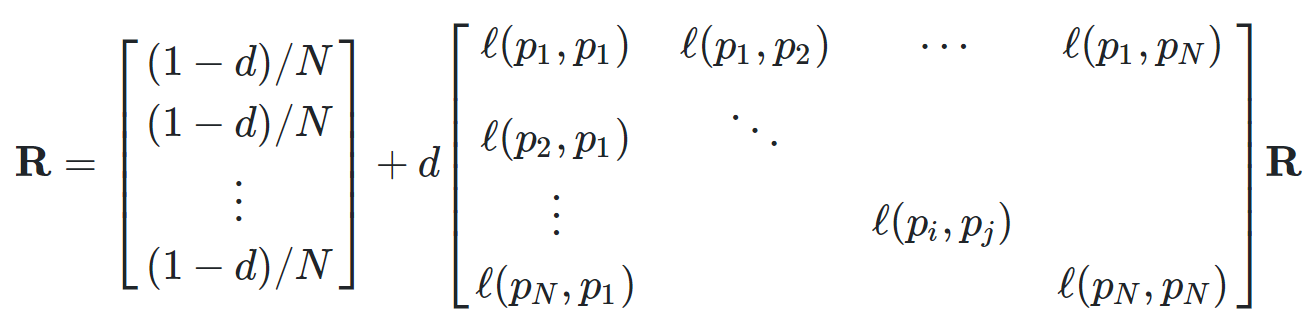 R = [ (1 − d)/N (1 − d)/N ⋮ (1 − d)/N ] + d [ ℓ(p₁, p₁) ℓ(p₁, p₂) ⋯ ℓ(p₁, p_N) ℓ(p₂, p₁) ⋱ ⋮ ℓ(p_i, p_j) ℓ(p_N, p₁) ℓ(p_N, p_N) ] R